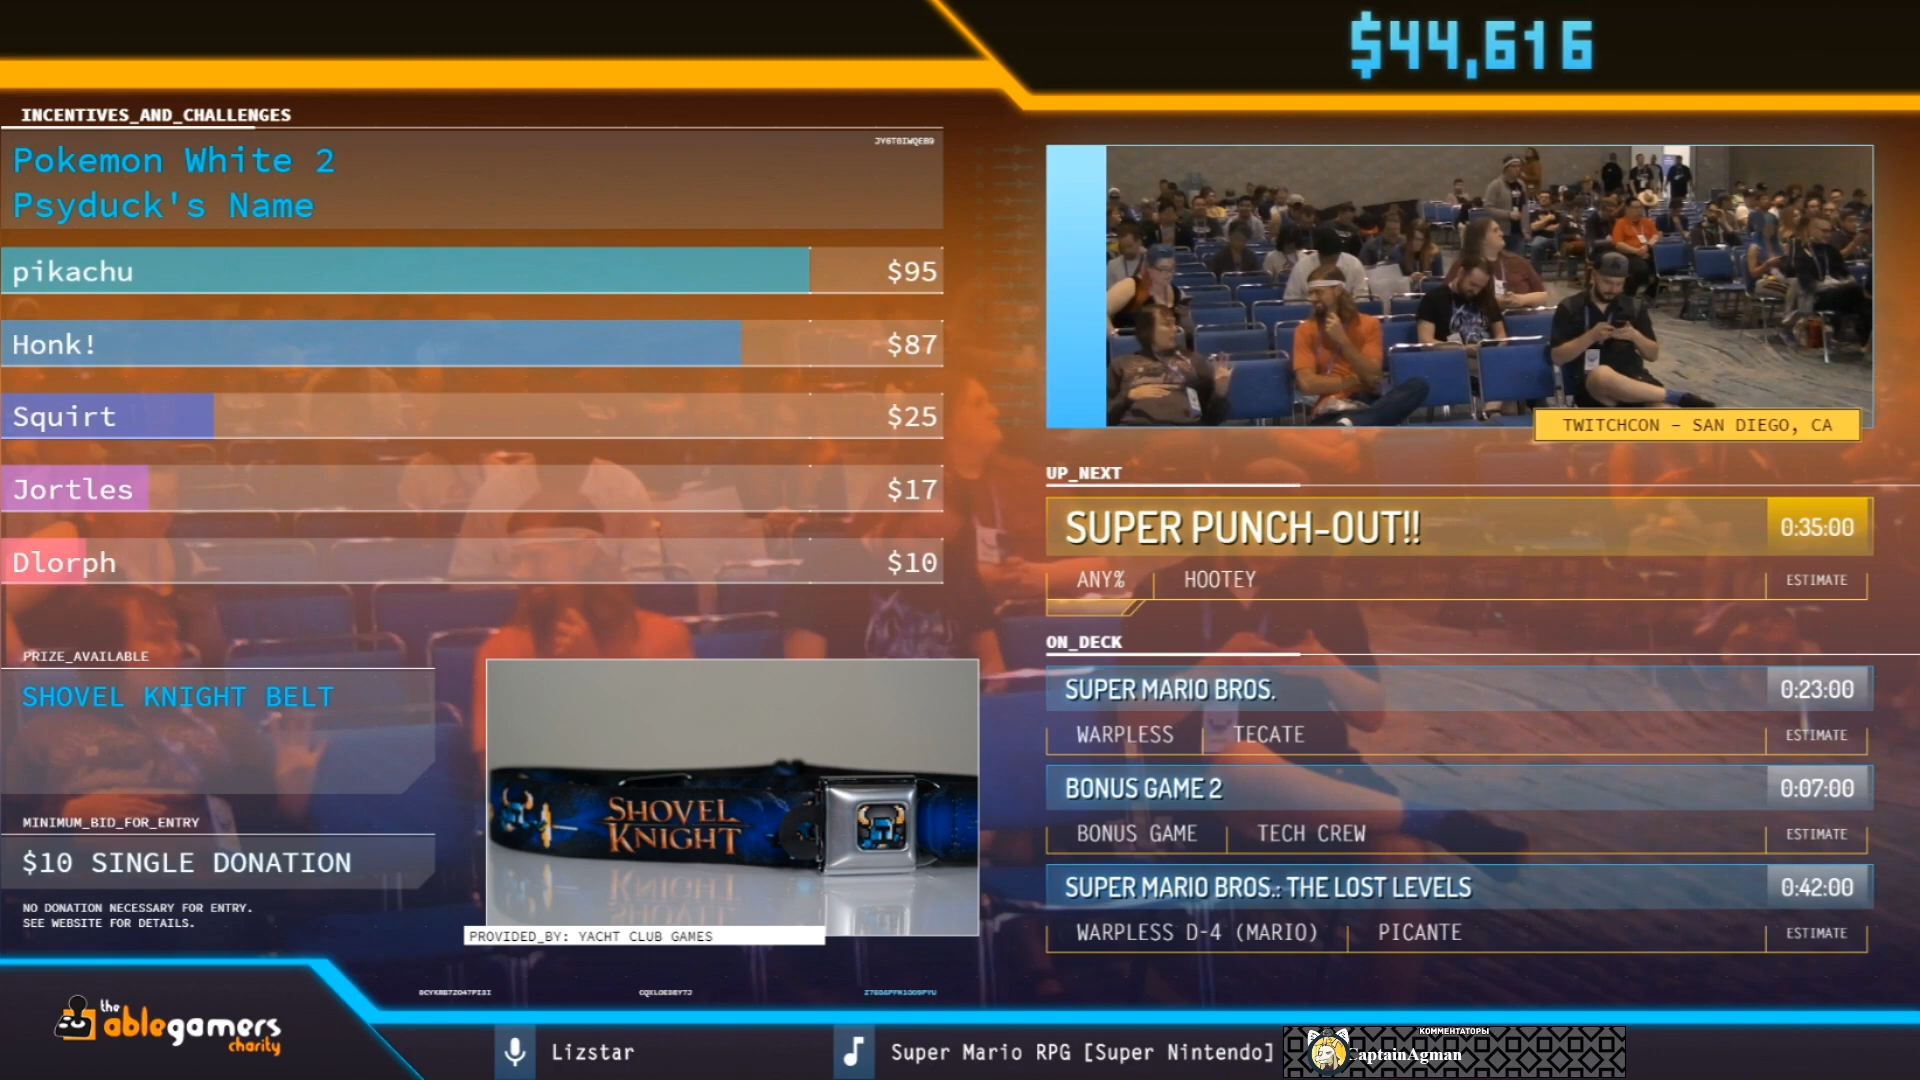 $44,616
INCENTIVES_AND_CHALLENGES
Pokemon White 2
Psyduck's Name
pikachu $95
Honk! $87
Squirt $25
Jortles $17
Dlorph $10
TWITCHCON - SAN DIEGO, CA
UP_NEXT
SUPER PUNCH-OUT!! 0:35:00
ANY% HOOTEY ESTIMATE
ON_DECK
SUPER MARIO BROS. 0:23:00
WARPLESS TECATE ESTIMATE
BONUS GAME 2 0:07:00
BONUS GAME TECH CREW ESTIMATE
SUPER MARIO BROS.: THE LOST LEVELS 0:42:00
WARPLESS D-4 (MARIO) PICANTE ESTIMATE
PRIZE_AVAILABLE
SHOVEL KNIGHT BELT
MINIMUM_BID_FOR_ENTRY
$10 SINGLE DONATION
NO DONATION NECESSARY FOR ENTRY.
SEE WEBSITE FOR DETAILS.
SHOVEL
KNIGHT
PROVIDED_BY: YACHT CLUB GAMES
the
ablegamers
charity
Lizstar
Super Mario RPG [Super Nintendo]
КОММЕНТАТОРЫ
CaptainAgman